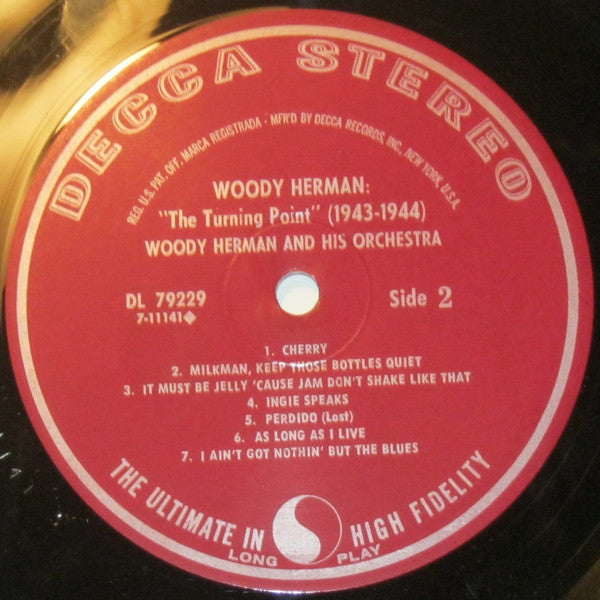 DECCA STEREO
REG. U.S. PAT. OFF. MARCA REGISTRADA • MFR'D BY DECCA RECORDS, INC., NEW YORK, U.S.A.
WOODY HERMAN:
"The Turning Point" (1943-1944)
WOODY HERMAN AND HIS ORCHESTRA
DL 79229 Side 2
7-11141◆
1. CHERRY
2. MILKMAN, KEEP THOSE BOTTLES QUIET
3. IT MUST BE JELLY 'CAUSE JAM DON'T SHAKE LIKE THAT
4. INGIE SPEAKS
5. PERDIDO (Lost)
6. AS LONG AS I LIVE
7. I AIN'T GOT NOTHIN' BUT THE BLUES
THE ULTIMATE IN HIGH FIDELITY
LONG PLAY